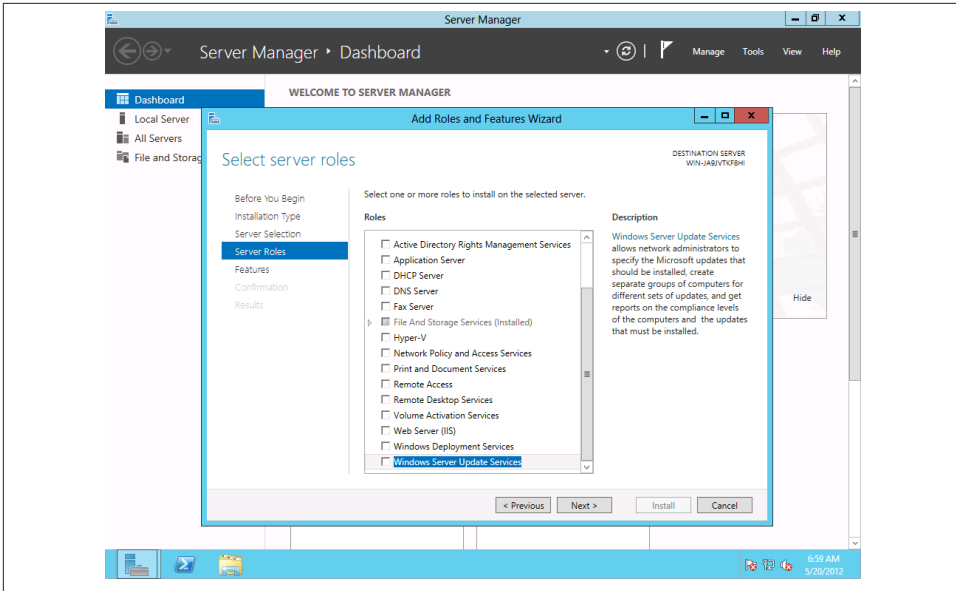 Server Manager
Server Manager ‣ Dashboard
Manage Tools View Help
WELCOME TO SERVER MANAGER
Dashboard
Local Server
All Servers
File and Storag
Hide
Add Roles and Features Wizard
Select server roles
DESTINATION SERVER
WIN-JA9JVTKF8HI
Before You Begin
Installation Type
Server Selection
Server Roles
Features
Confirmation
Results
Select one or more roles to install on the selected server.
Roles
Active Directory Rights Management Services
Application Server
DHCP Server
DNS Server
Fax Server
File And Storage Services (Installed)
Hyper-V
Network Policy and Access Services
Print and Document Services
Remote Access
Remote Desktop Services
Volume Activation Services
Web Server (IIS)
Windows Deployment Services
Windows Server Update Services
Description
Windows Server Update Services
allows network administrators to
specify the Microsoft updates that
should be installed, create
separate groups of computers for
different sets of updates, and get
reports on the compliance levels
of the computers and the updates
that must be installed.
< Previous Next > Install Cancel
6:59 AM
5/20/2012